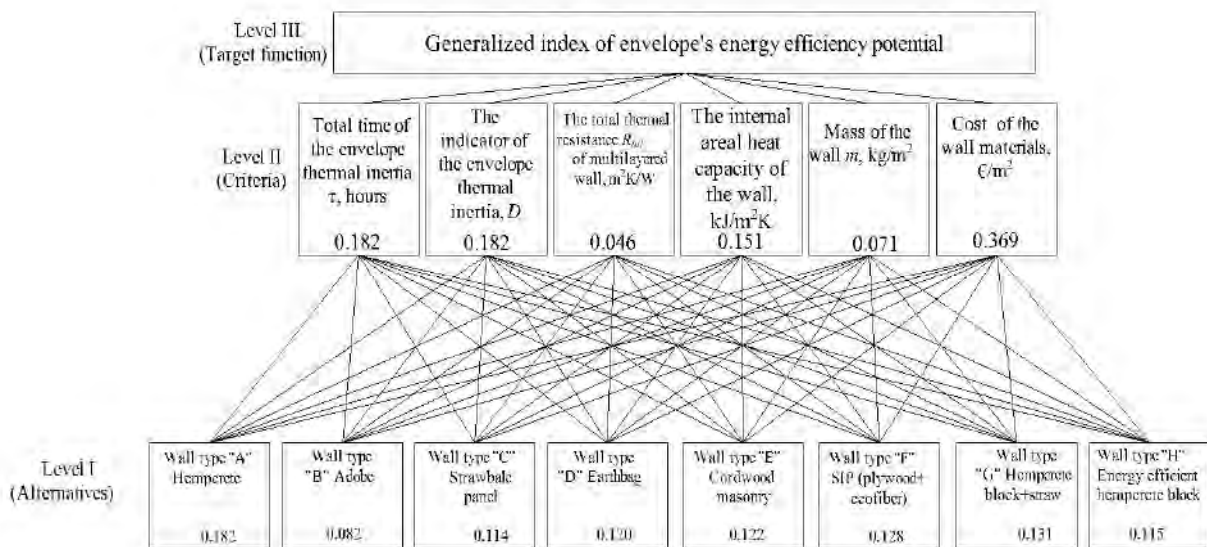 Level III
(Target function)
Generalized index of envelope's energy efficiency potential
Level II
(Criteria)
Total time of
the envelope
thermal inertia
τ, hours
0.182
The
indicator of
the envelope
thermal
inertia, D
0.182
The total thermal
resistance
of multilayered
wall, m²K/W
0.046
The internal
areal heat
capacity of
the wall,
kJ/m²K
0.151
Mass of the
wall m, kg/m²
0.071
Cost of the
wall materials,
€/m²
0.369
Level I
(Alternatives)
Wall type "A"
Hempcrete
0.182
Wall type
"B" Adobe
0.082
Wall type "C"
Strawbale
panel
0.114
Wall type
"D" Earthbag
0.120
Wall type "E"
Cordwood
masonry
0.122
Wall type "F"
SIP (plywood+
ecofiber)
0.128
Wall type
"G" Hempcrete
block+straw
0.131
Wall type "H"
Energy efficient
hempcrete block
0.115